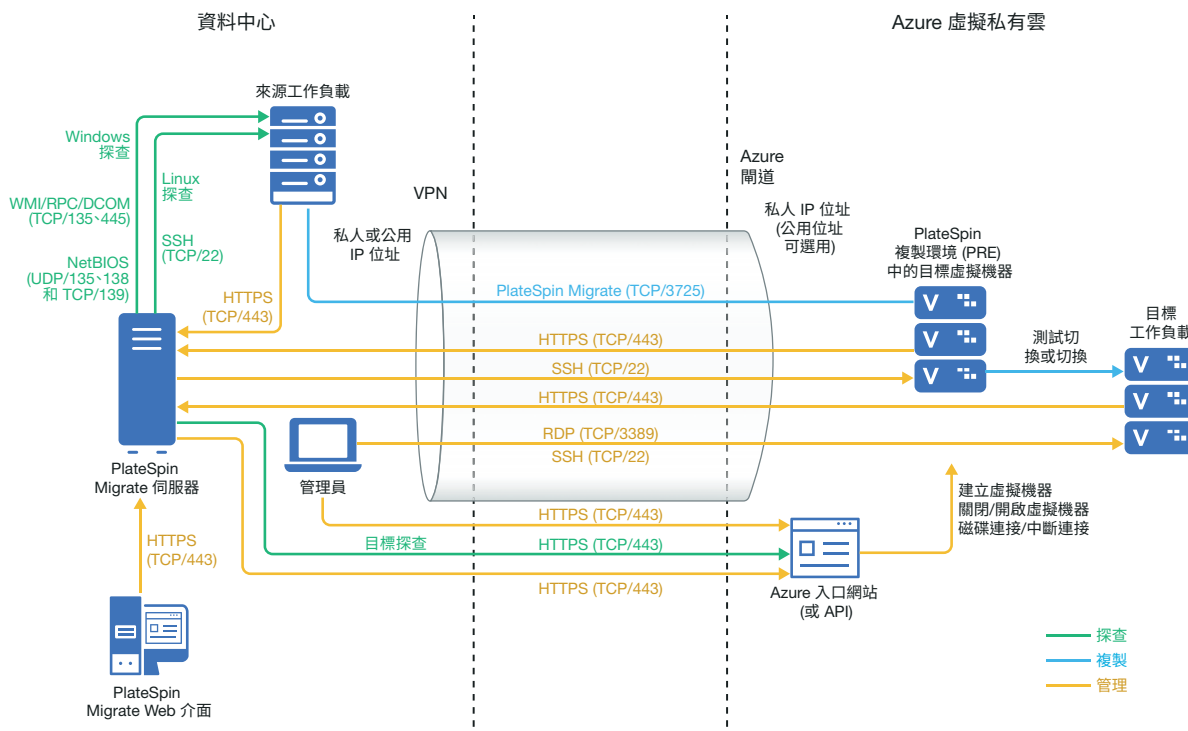 資料中心
Azure 虛擬私有雲
來源工作負載
Windows
探查
Linux
探查
WMI/RPC/DCOM
(TCP/135、445)
SSH
(TCP/22)
NetBIOS
(UDP/135、138
和 TCP/139)
HTTPS
(TCP/443)
VPN
私人或公用
IP 位址
Azure
閘道
私人 IP 位址
(公用位址
可選用)
PlateSpin
複製環境 (PRE)
中的目標虛擬機器
目標
工作負載
測試切
換或切換
PlateSpin Migrate (TCP/3725)
HTTPS (TCP/443)
SSH (TCP/22)
HTTPS (TCP/443)
RDP (TCP/3389)
SSH (TCP/22)
V
V
V
V
V
V
PlateSpin
Migrate 伺服器
管理員
HTTPS (TCP/443)
目標探查
HTTPS (TCP/443)
HTTPS (TCP/443)
建立虛擬機器
關閉/開啟虛擬機器
磁碟連接/中斷連接
HTTPS
(TCP/443)
Azure 入口網站
(或 API)
PlateSpin
Migrate Web 介面
探查
複製
管理